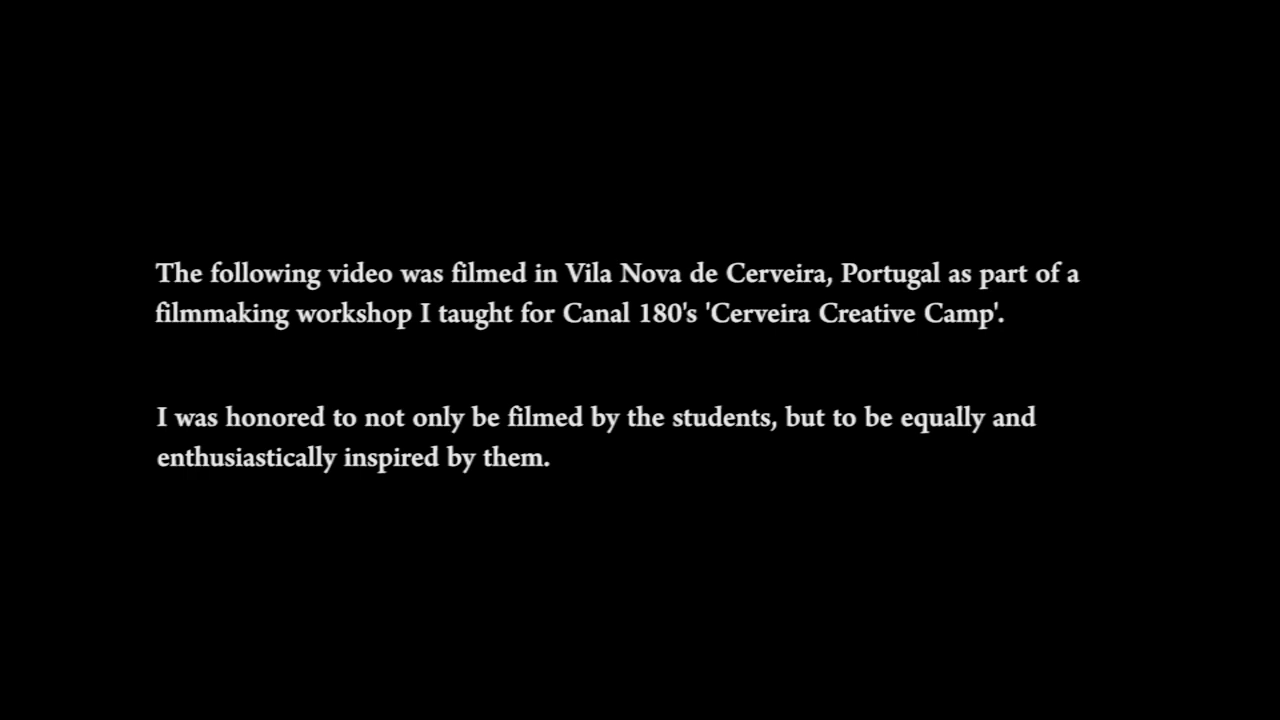 The following video was filmed in Vila Nova de Cerveira, Portugal as part of a
filmmaking workshop I taught for Canal 180's 'Cerveira Creative Camp'.
I was honored to not only be filmed by the students, but to be equally and
enthusiastically inspired by them.